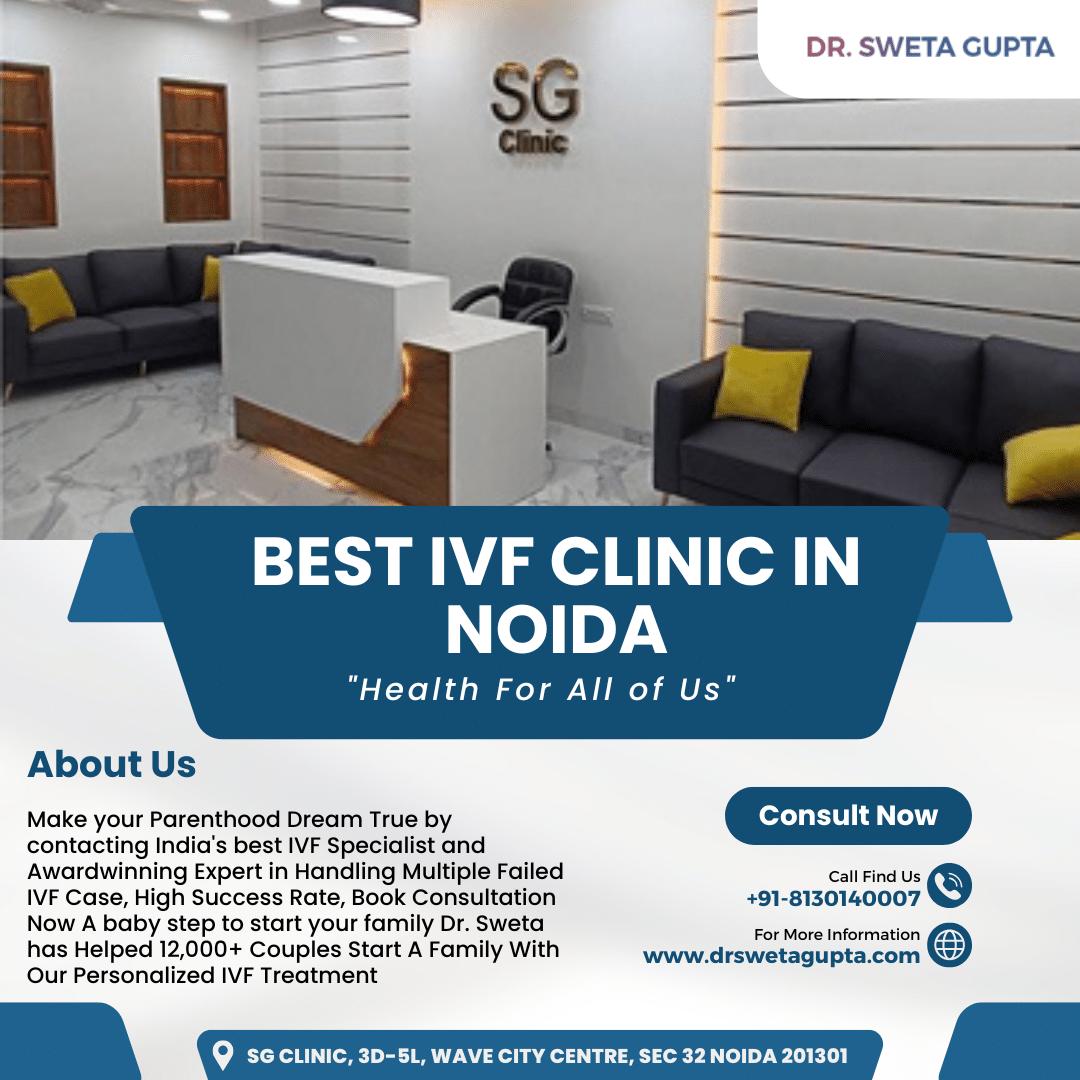 DR. SWETA GUPTA
SG
Clinic
BEST IVF CLINIC IN
NOIDA
"Health For All of Us"
About Us
Make your Parenthood Dream True by
contacting India's best IVF Specialist and
Awardwinning Expert in Handling Multiple Failed
IVF Case, High Success Rate, Book Consultation
Now A baby step to start your family Dr. Sweta
has Helped 12,000+ Couples Start A Family With
Our Personalized IVF Treatment
Consult Now
Call Find Us
+91-8130140007
For More Information
www.drswetagupta.com
SG CLINIC, 3D-5L, WAVE CITY CENTRE, SEC 32 NOIDA 201301